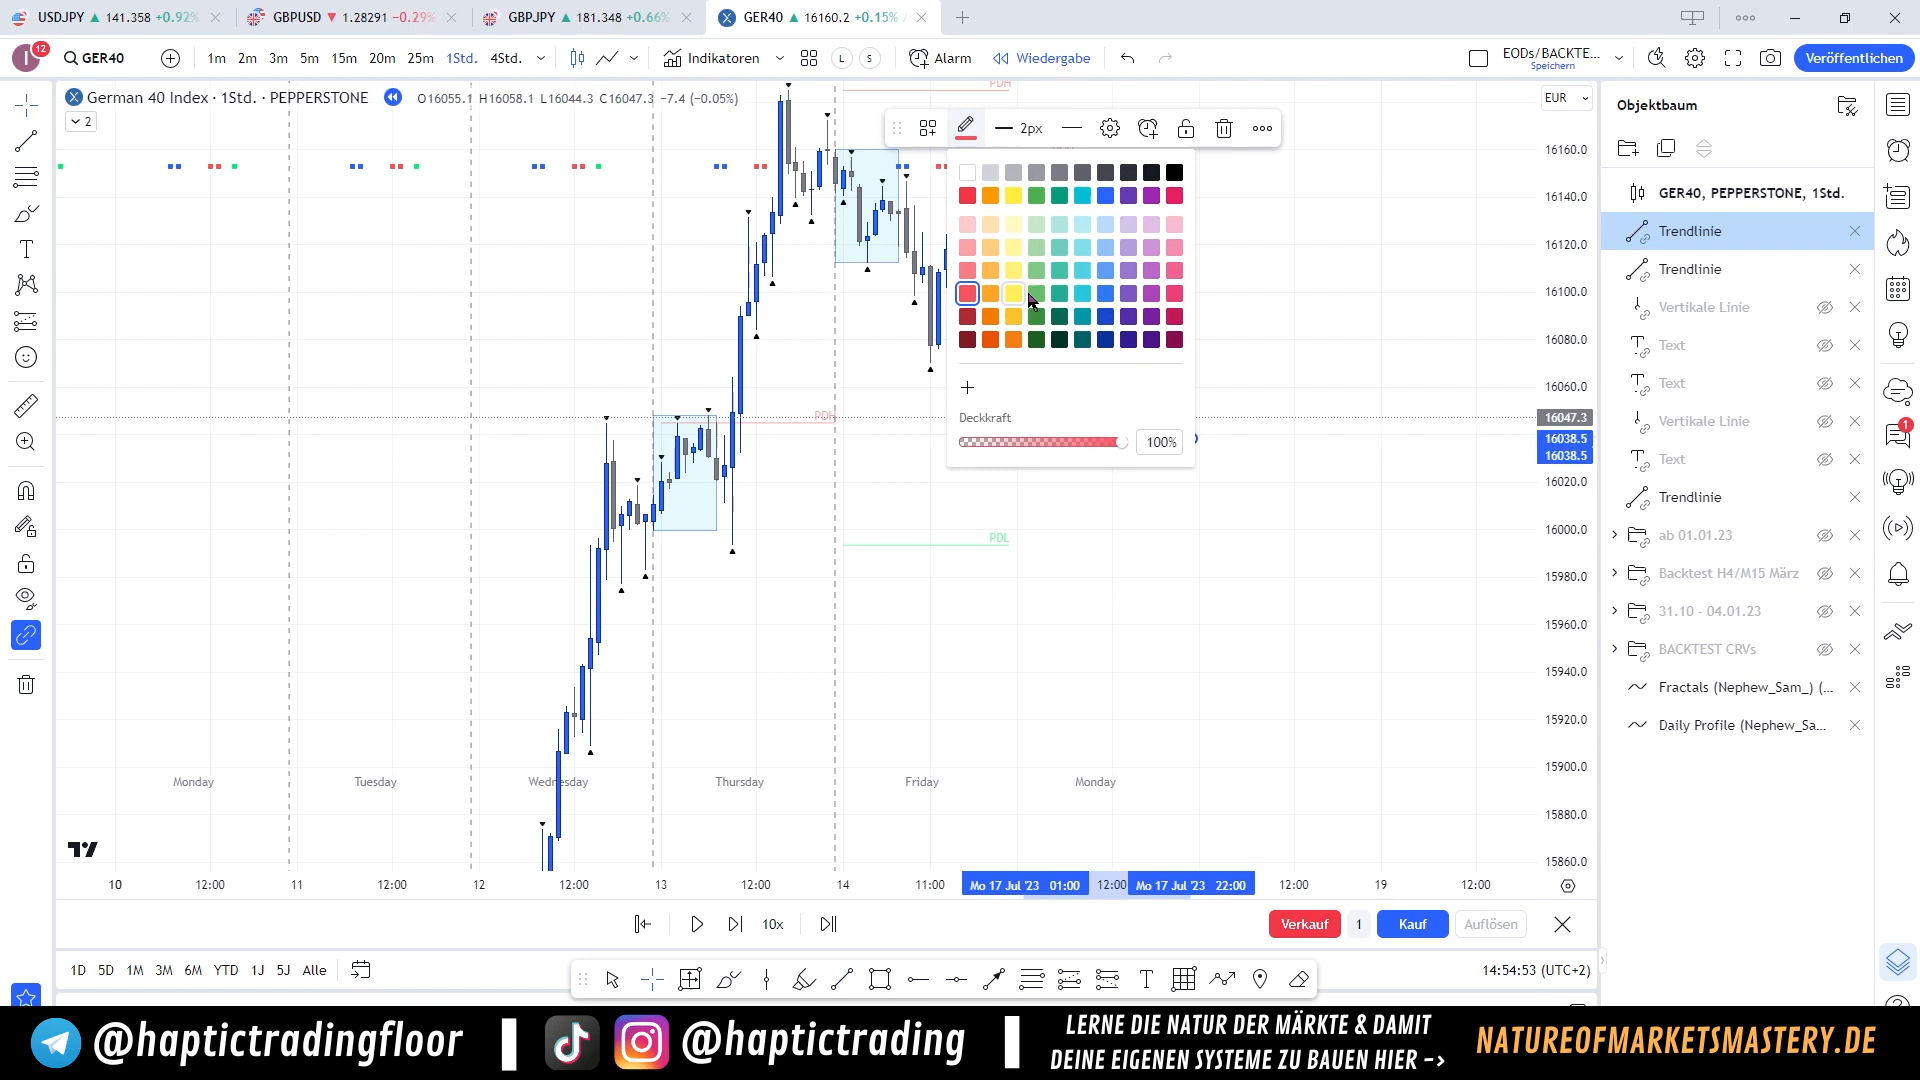 USDJPY ▲ 141.358 +0.92%
GBPUSD ▼ 1.28291 −0.29%
GBPJPY ▲ 181.348 +0.66%
GER40 ▲ 16160.2 +0.15%
I 12
GER40
1m 2m 3m 5m 15m 20m 25m 1Std. 4Std.
Indikatoren
L S
Alarm
Wiedergabe
EODs/BACKTE...
Speichern
Veröffentlichen
German 40 Index · 1Std. · PEPPERSTONE
O16055.1 H16058.1 L16044.3 C16047.3 −7.4 (−0.05%)
2
EUR
2px
PDH
PDH
PDL
Deckkraft
100%
16160.0
16140.0
16120.0
16100.0
16080.0
16060.0
16047.3
16038.5
16038.5
16020.0
16000.0
15980.0
15960.0
15940.0
15920.0
15900.0
15880.0
15860.0
Monday Tuesday Wednesday Thursday Friday Monday
10 12:00 11 12:00 12 12:00 13 12:00 14 11:00 Mo 17 Jul '23 01:00 12:00 Mo 17 Jul '23 22:00 12:00 19 12:00
10x
Verkauf 1 Kauf Auflösen
1D 5D 1M 3M 6M YTD 1J 5J Alle
14:54:53 (UTC+2)
Objektbaum
GER40, PEPPERSTONE, 1Std.
Trendlinie
Trendlinie
Vertikale Linie
Text
Text
Vertikale Linie
Text
Trendlinie
ab 01.01.23
Backtest H4/M15 März
31.10 - 04.01.23
BACKTEST CRVs
Fractals (Nephew_Sam_) (...
Daily Profile (Nephew_Sa...
1
@haptictradingfloor
@haptictrading
LERNE DIE NATUR DER MÄRKTE & DAMIT
DEINE EIGENEN SYSTEME ZU BAUEN HIER –>
NATUREOFMARKETSMASTERY.DE